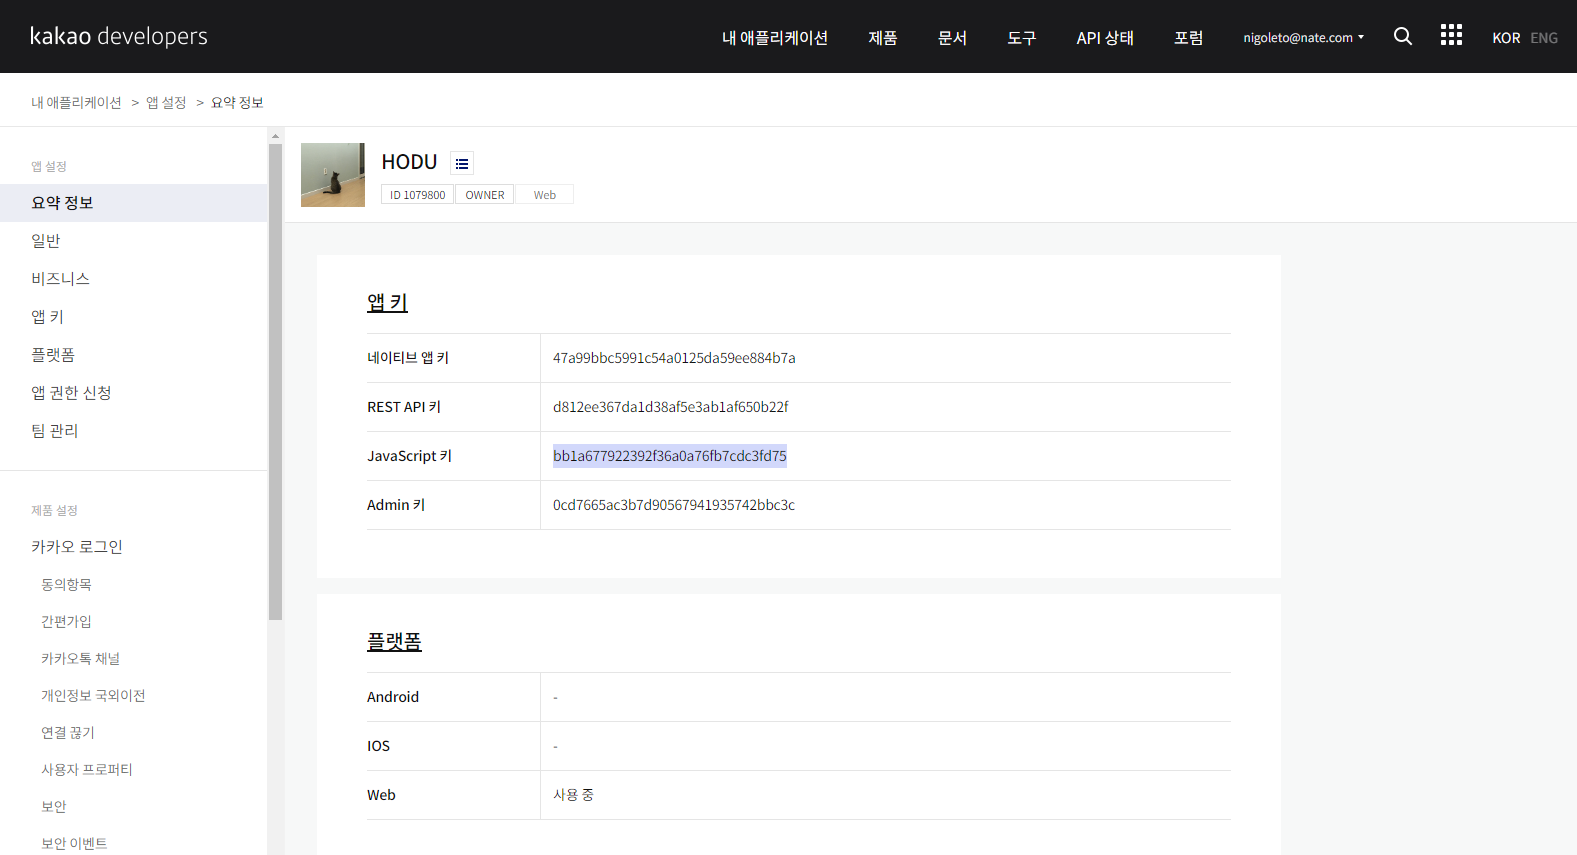 kakao developers
내 애플리케이션 제품 문서 도구 API 상태 포럼 nigoleto@nate.com KOR ENG
내 애플리케이션 > 앱 설정 > 요약 정보
앱 설정
요약 정보
일반
비즈니스
앱 키
플랫폼
앱 권한 신청
팀 관리
제품 설정
카카오 로그인
동의항목
간편가입
카카오톡 채널
개인정보 국외이전
연결 끊기
사용자 프로퍼티
보안
보안 이벤트
HODU
ID 1079800 OWNER Web
앱 키
네이티브 앱 키 47a99bbc5991c54a0125da59ee884b7a
REST API 키 d812ee367da1d38af5e3ab1af650b22f
JavaScript 키 bb1a677922392f36a0a76fb7cdc3fd75
Admin 키 0cd7665ac3b7d90567941935742bbc3c
플랫폼
Android -
IOS -
Web 사용 중